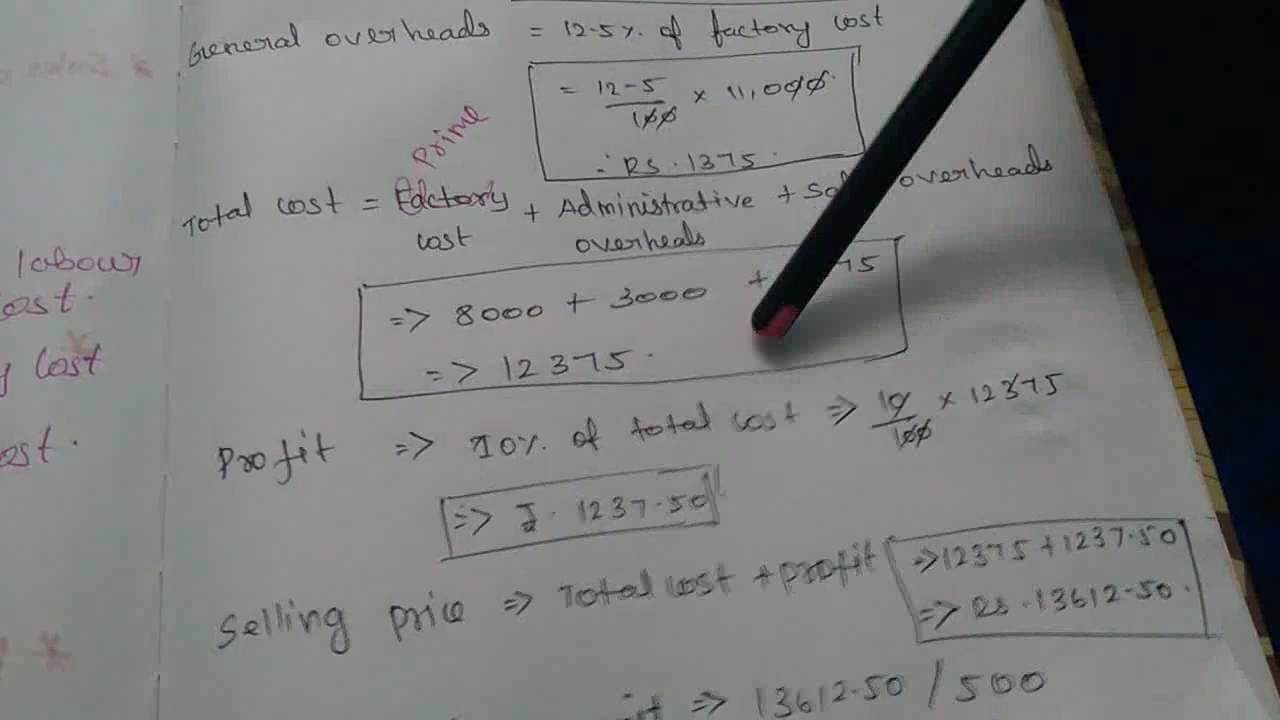 General overheads = 12.5% of factory cost
= 12-5/100 × 11,000
∴ Rs. 1375.
Prime
Total cost = Factory cost + Administrative overheals + overheads
=> 8000 + 3000 + 75
=> 12375.
Profit => 10% of total cost => 10/100 × 12375
=> 1237.50
Selling price => Total cost + profit => 12375 + 1237.50
=> Rs. 13612.50.
=> 13612.50 / 500
labour
cost.
cost